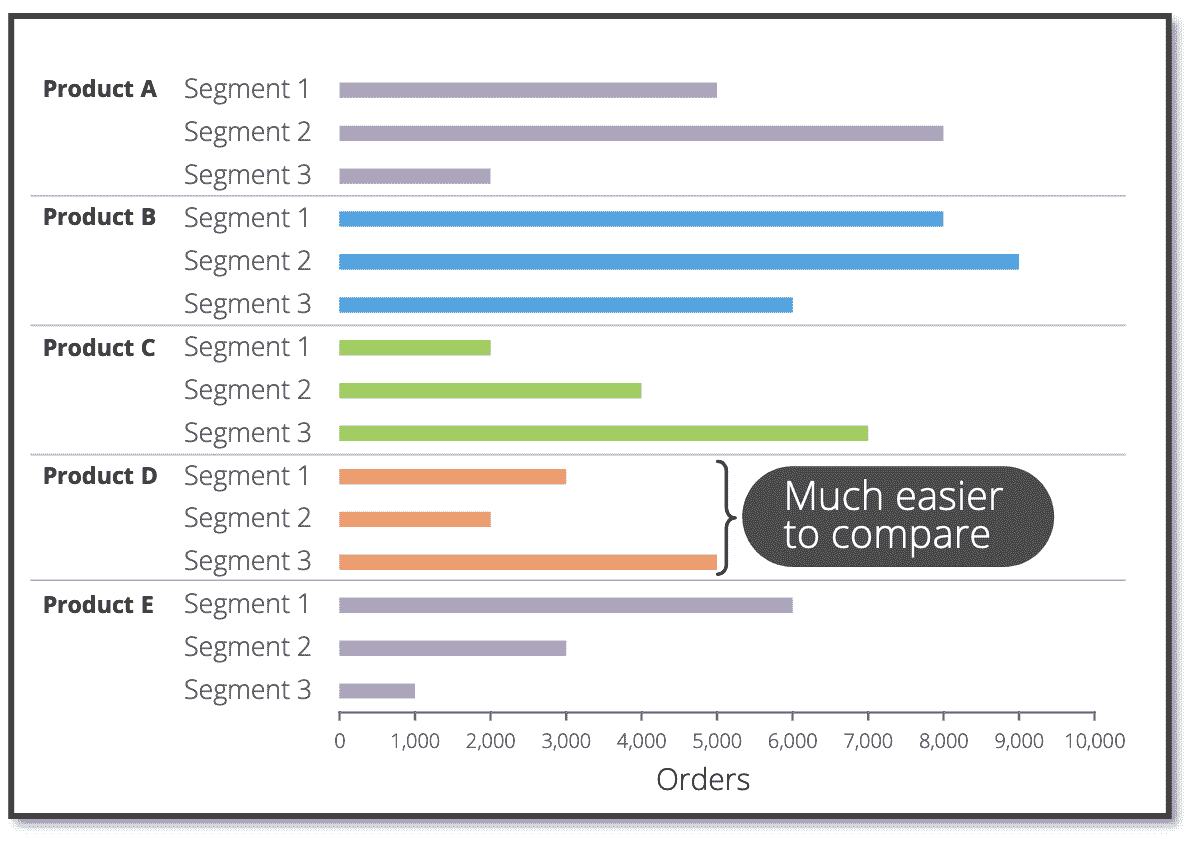 Product A Segment 1
Segment 2
Segment 3
Product B Segment 1
Segment 2
Segment 3
Product C Segment 1
Segment 2
Segment 3
Product D Segment 1
Segment 2
Segment 3
Much easier
to compare
Product E Segment 1
Segment 2
Segment 3
0 1,000 2,000 3,000 4,000 5,000 6,000 7,000 8,000 9,000 10,000
Orders